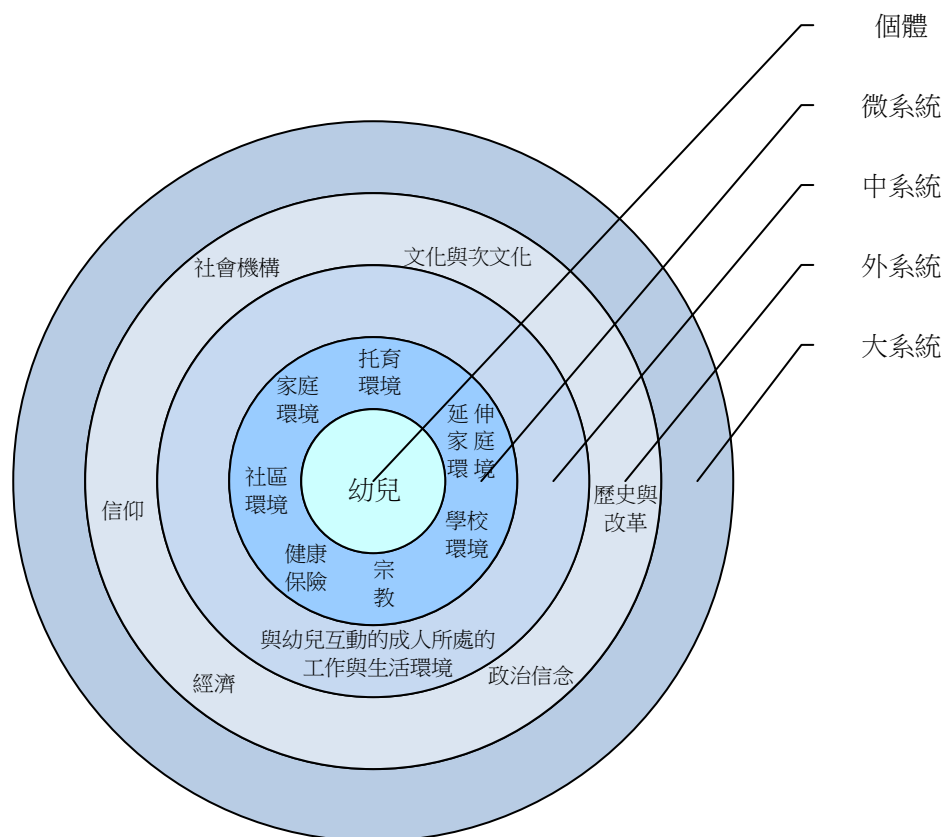 個體
微系統
中系統
外系統
大系統
文化與次文化
社會機構
托育
環境
家庭
環境
延伸
家庭
環境
社區
環境
幼兒
歷史與
改革
信仰
學校
環境
健康
保險
宗
教
與幼兒互動的成人所處的
工作與生活環境
政治信念
經濟